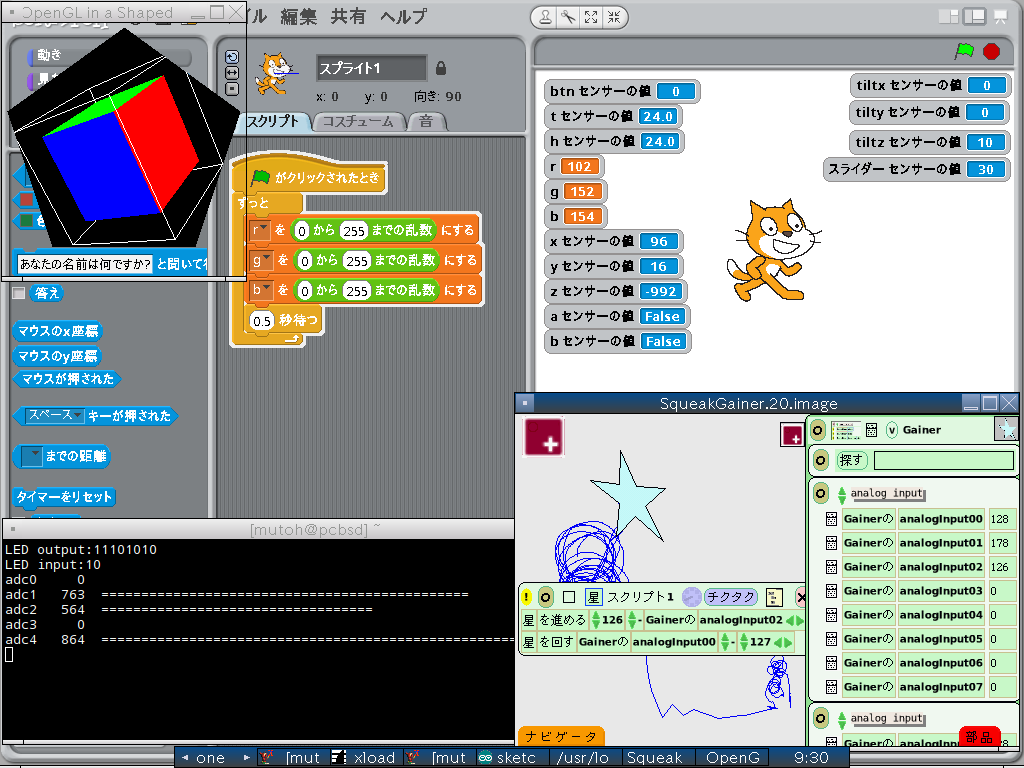 OpenGL in a Shaped
ル 編集 共有 ヘルプ
動き
スプライト1
x: 0 y: 0 向き: 90
スクリプト コスチューム 音
がクリックされたとき
ずっと
r を 0 から 255 までの乱数 にする
g を 0 から 255 までの乱数 にする
b を 0 から 255 までの乱数 にする
0.5 秒待つ
あなたの名前は何ですか? と聞いて
答え
マウスのx座標
マウスのy座標
マウスが押された
スペース キーが押された
までの距離
タイマーをリセット
btn センサーの値 0
t センサーの値 24.0
h センサーの値 24.0
r 102
g 152
b 154
x センサーの値 96
y センサーの値 16
z センサーの値 -992
a センサーの値 False
b センサーの値 False
tiltx センサーの値 0
tilty センサーの値 0
tiltz センサーの値 10
スライダー センサーの値 30
[mutoh@pcbsd] ~
LED output:11101010
LED input:10
adc0 0
adc1 763 =================================================
adc2 564 ====================================
adc3 0
adc4 864 =======================================================
SqueakGainer.20.image
Gainer
探す
analog input
Gainerの analogInput00 128
Gainerの analogInput01 178
Gainerの analogInput02 126
Gainerの analogInput03 0
Gainerの analogInput04 0
Gainerの analogInput05 0
Gainerの analogInput06 0
Gainerの analogInput07 0
analog input
! 星 スクリプト1 チクタク
星 を進める 126 - Gainerの analogInput02
星 を回す Gainerの analogInput00 - 127
ナビゲータ
部品
one [mut xload [mut sketc /usr/lo Squeak OpenG 9:30